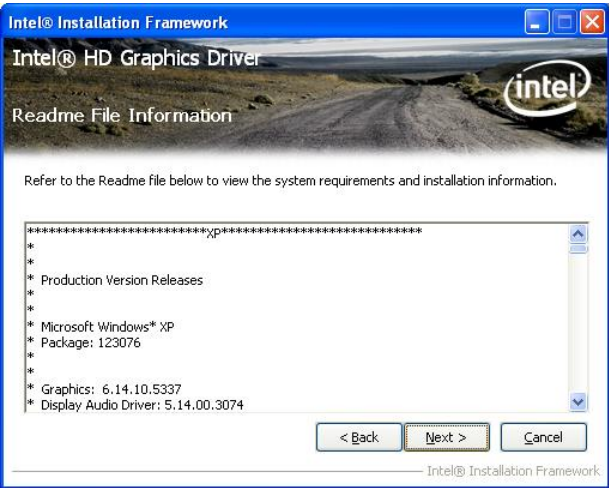 Intel® Installation Framework
Intel® HD Graphics Driver
intel
Readme File Information
Refer to the Readme file below to view the system requirements and installation information.
*************************XP****************************
*
*
* Production Version Releases
*
*
* Microsoft Windows* XP
* Package: 123076
*
*
* Graphics: 6.14.10.5337
* Display Audio Driver: 5.14.00.3074
< Back
Next >
Cancel
Intel® Installation Framework